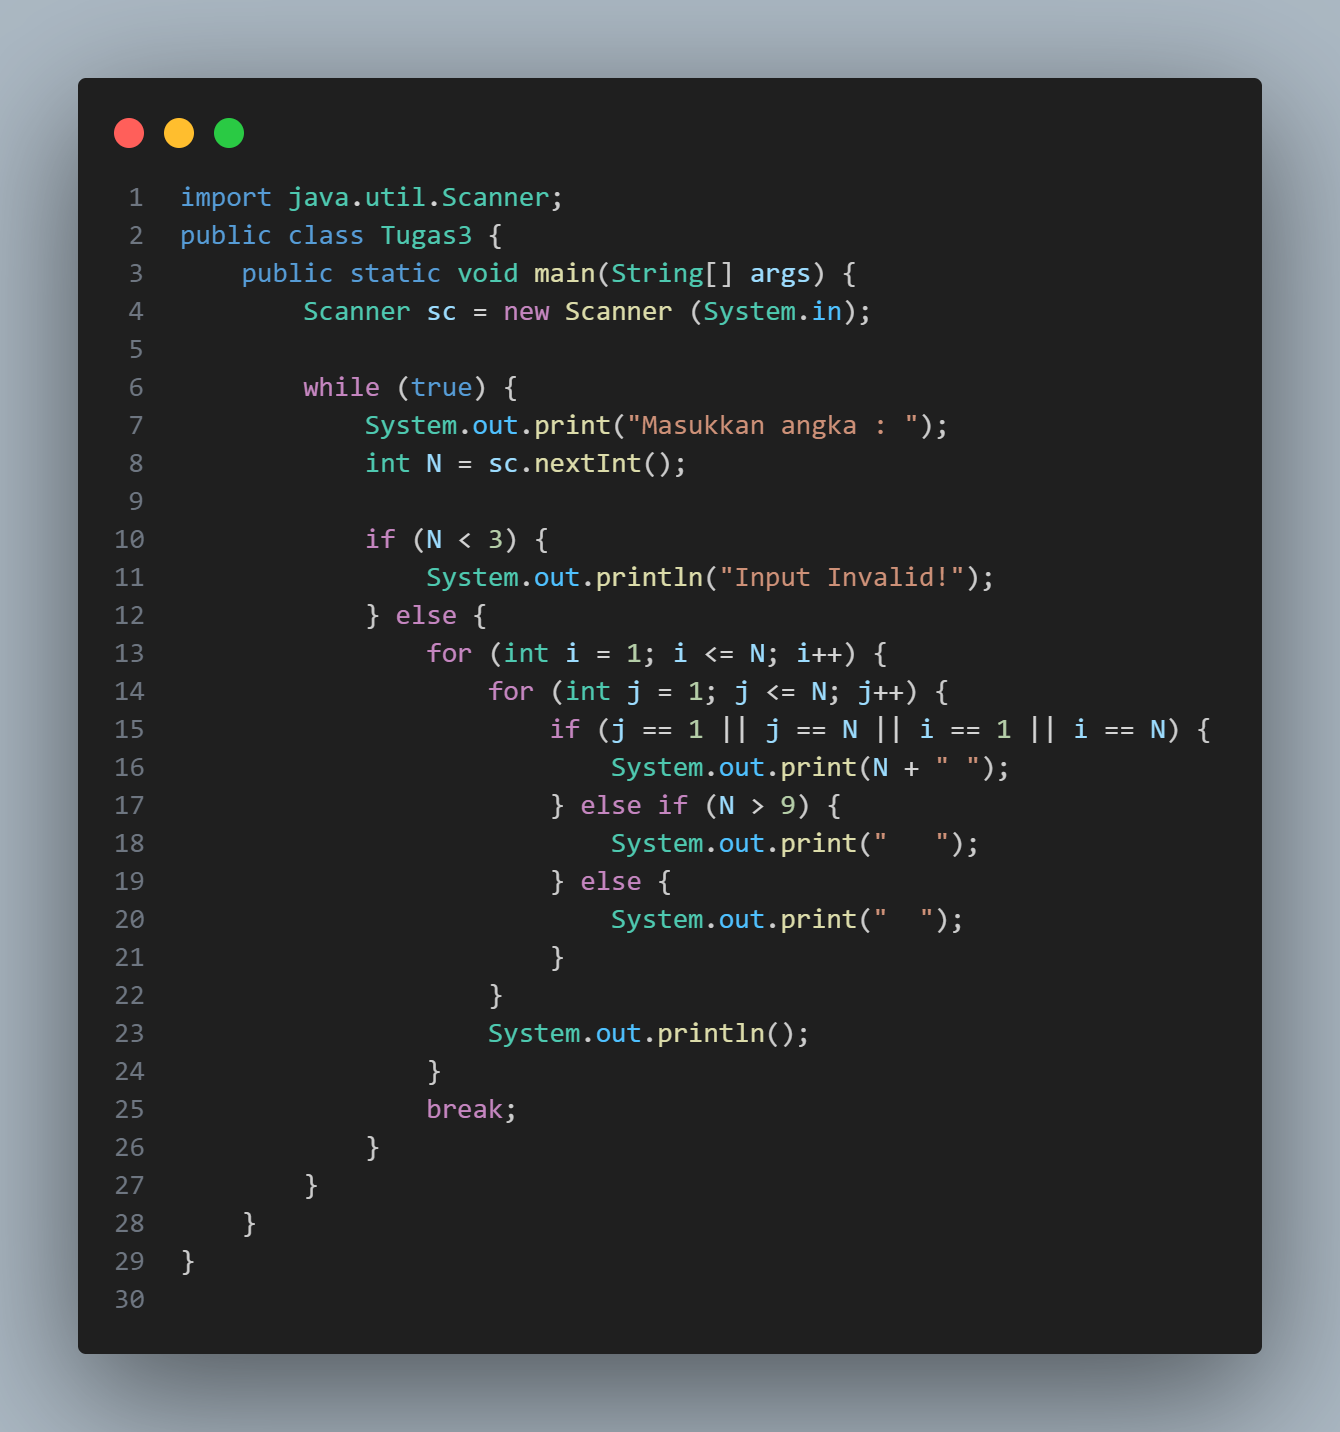 1 import java.util.Scanner;
2 public class Tugas3 {
3     public static void main(String[] args) {
4         Scanner sc = new Scanner (System.in);
5
6         while (true) {
7             System.out.print("Masukkan angka : ");
8             int N = sc.nextInt();
9
10             if (N < 3) {
11                 System.out.println("Input Invalid!");
12             } else {
13                 for (int i = 1; i <= N; i++) {
14                     for (int j = 1; j <= N; j++) {
15                         if (j == 1 || j == N || i == 1 || i == N) {
16                             System.out.print(N + " ");
17                         } else if (N > 9) {
18                             System.out.print("   ");
19                         } else {
20                             System.out.print("  ");
21                         }
22                     }
23                     System.out.println();
24                 }
25                 break;
26             }
27         }
28     }
29 }
30